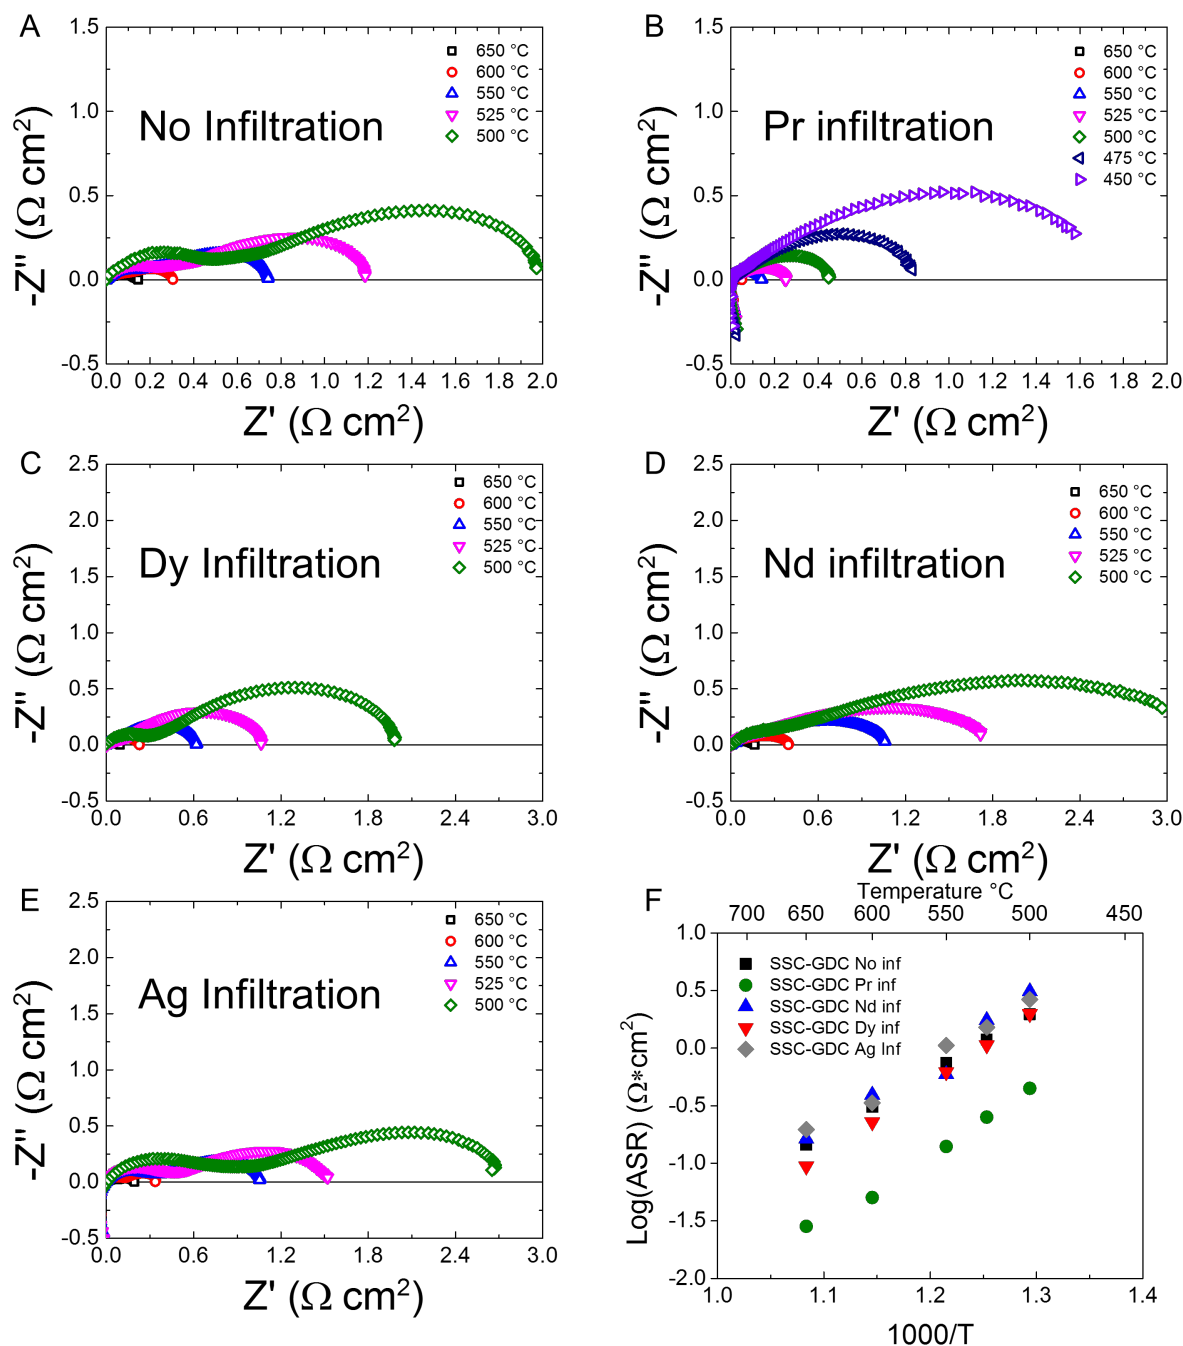 A
No Infiltration
650 °C
600 °C
550 °C
525 °C
500 °C
1.5
1.0
0.5
0.0
-0.5
0.0 0.2 0.4 0.6 0.8 1.0 1.2 1.4 1.6 1.8 2.0
-Z" (Ω cm2)
Z' (Ω cm²)
B
Pr infiltration
650 °C
600 °C
550 °C
525 °C
500 °C
475 °C
450 °C
1.5
1.0
0.5
0.0
-0.5
0.0 0.2 0.4 0.6 0.8 1.0 1.2 1.4 1.6 1.8 2.0
-Z" (Ω cm2)
Z' (Ω cm²)
C
Dy Infiltration
650 °C
600 °C
550 °C
525 °C
500 °C
2.5
2.0
1.5
1.0
0.5
0.0
-0.5
0.0 0.6 1.2 1.8 2.4 3.0
-Z" (Ω cm2)
Z' (Ω cm²)
D
Nd infiltration
650 °C
600 °C
550 °C
525 °C
500 °C
2.5
2.0
1.5
1.0
0.5
0.0
-0.5
0.0 0.6 1.2 1.8 2.4 3.0
-Z" (Ω cm2)
Z' (Ω cm²)
E
Ag Infiltration
650 °C
600 °C
550 °C
525 °C
500 °C
2.5
2.0
1.5
1.0
0.5
0.0
-0.5
0.0 0.6 1.2 1.8 2.4 3.0
-Z" (Ω cm2)
Z' (Ω cm²)
F
Temperature °C
700 650 600 550 500 450
SSC-GDC No inf
SSC-GDC Pr inf
SSC-GDC Nd inf
SSC-GDC Dy inf
SSC-GDC Ag Inf
1.0
0.5
0.0
-0.5
-1.0
-1.5
-2.0
1.0 1.1 1.2 1.3 1.4
Log(ASR) (Ω*cm²)
1000/T